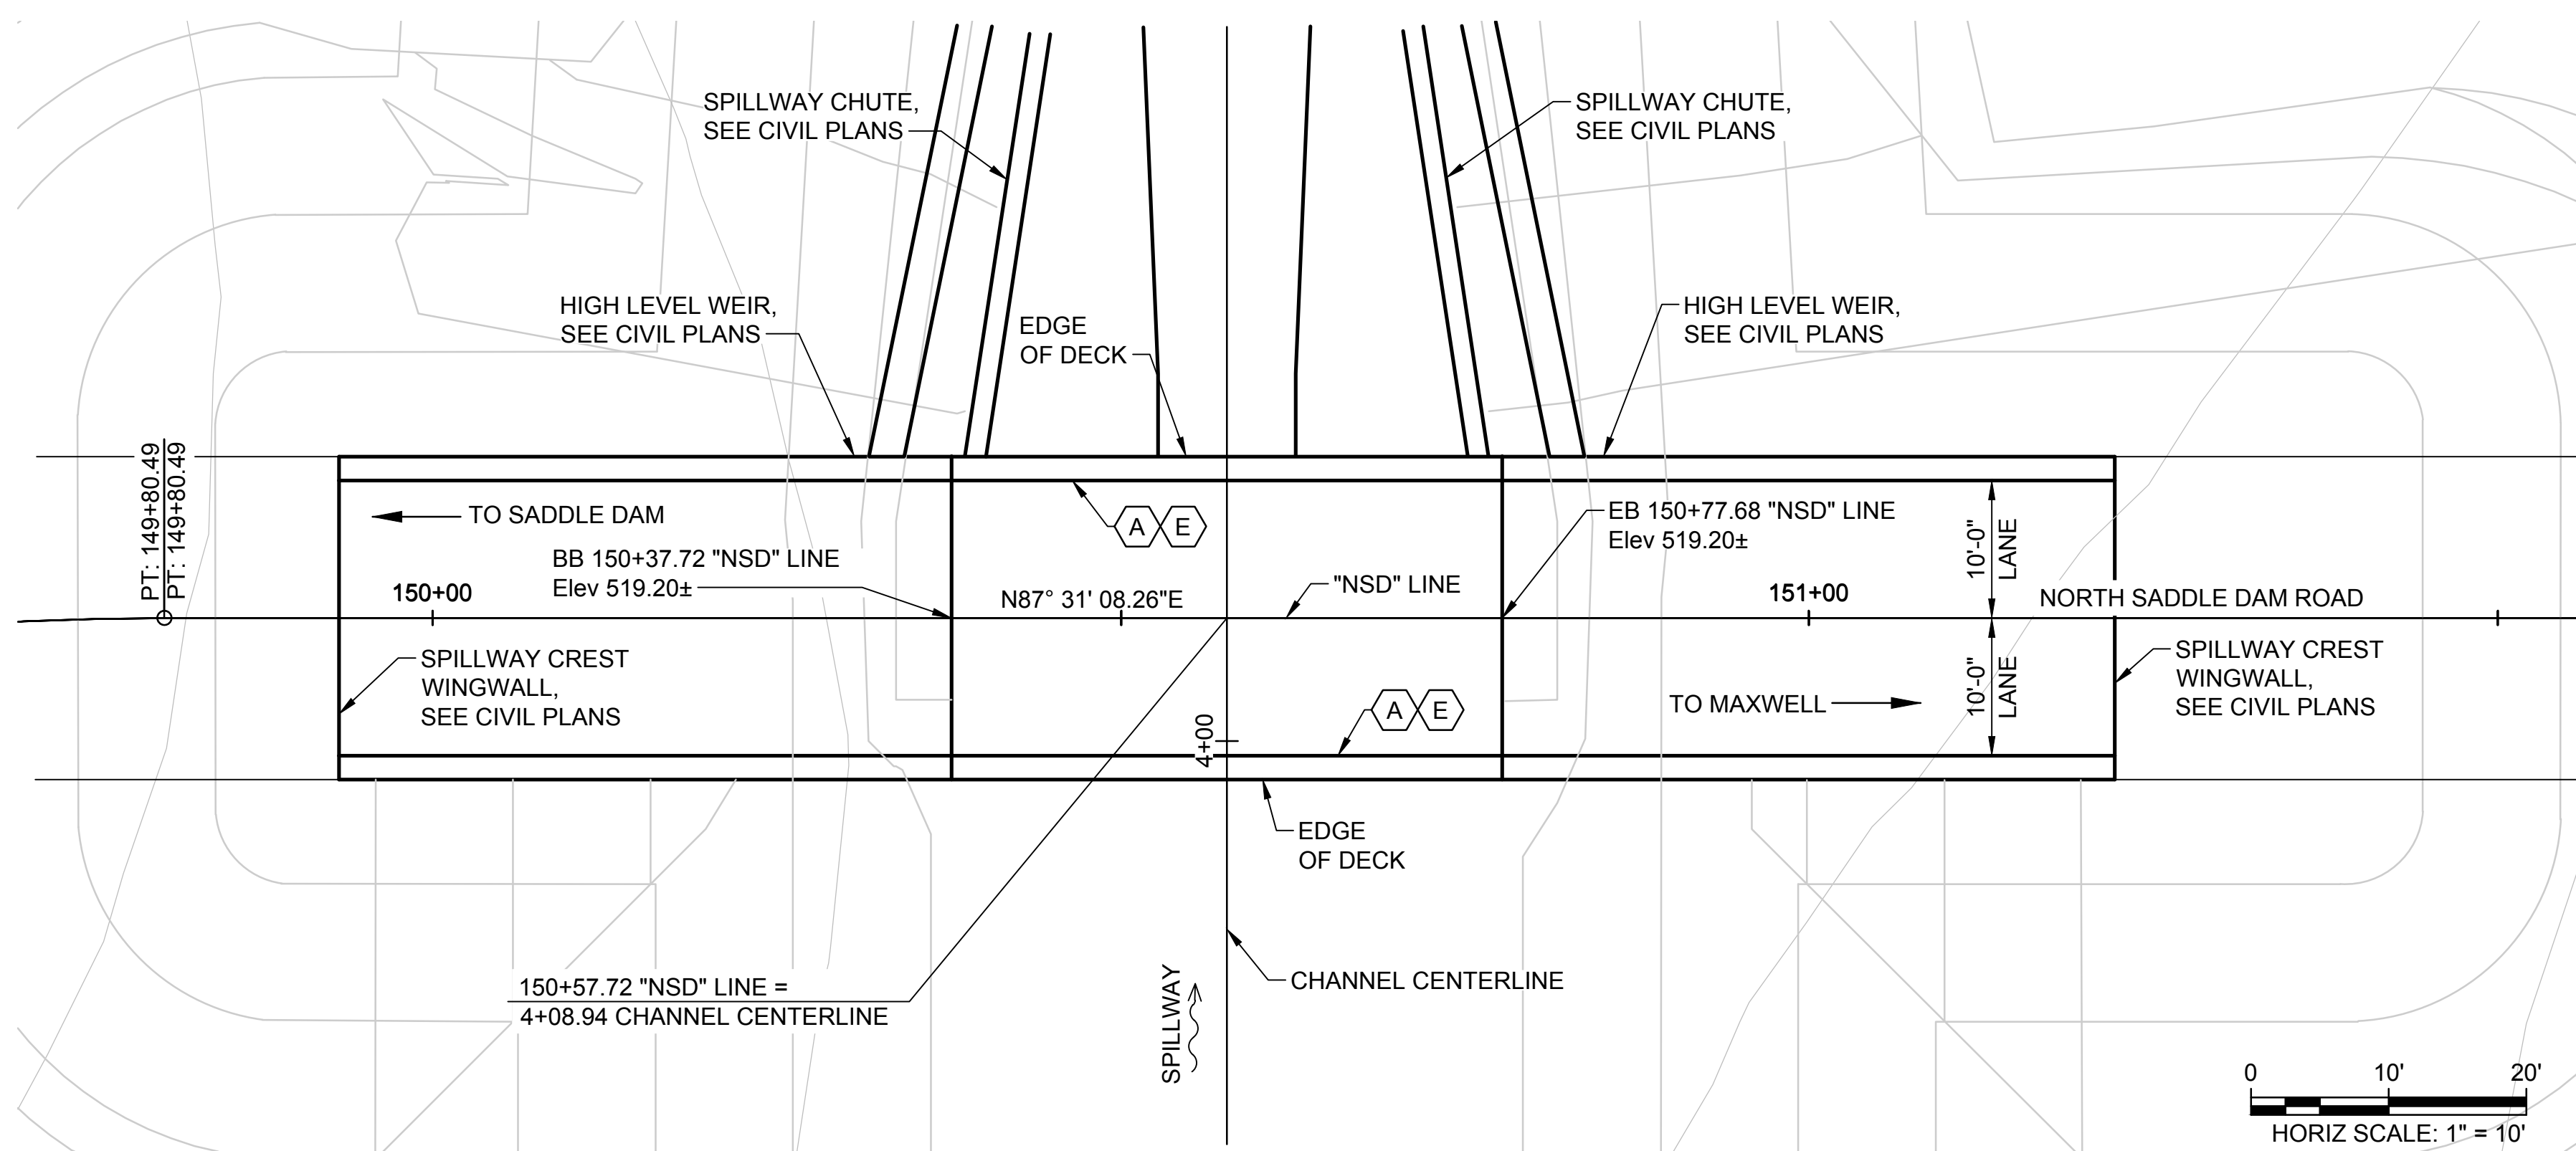 SPILLWAY CHUTE,
SEE CIVIL PLANS
SPILLWAY CHUTE,
SEE CIVIL PLANS
HIGH LEVEL WEIR,
SEE CIVIL PLANS
EDGE
OF DECK
HIGH LEVEL WEIR,
SEE CIVIL PLANS
PT: 149+80.49
PT: 149+80.49
TO SADDLE DAM
A E
EB 150+77.68 "NSD" LINE
Elev 519.20±
10'-0"
LANE
BB 150+37.72 "NSD" LINE
Elev 519.20±
150+00
N87° 31' 08.26"E
"NSD" LINE
151+00
NORTH SADDLE DAM ROAD
SPILLWAY CREST
WINGWALL,
SEE CIVIL PLANS
SPILLWAY CREST
WINGWALL,
SEE CIVIL PLANS
A E
TO MAXWELL
10'-0"
LANE
4+00
EDGE
OF DECK
150+57.72 "NSD" LINE =
4+08.94 CHANNEL CENTERLINE
CHANNEL CENTERLINE
SPILLWAY
0 10' 20'
HORIZ SCALE: 1" = 10'